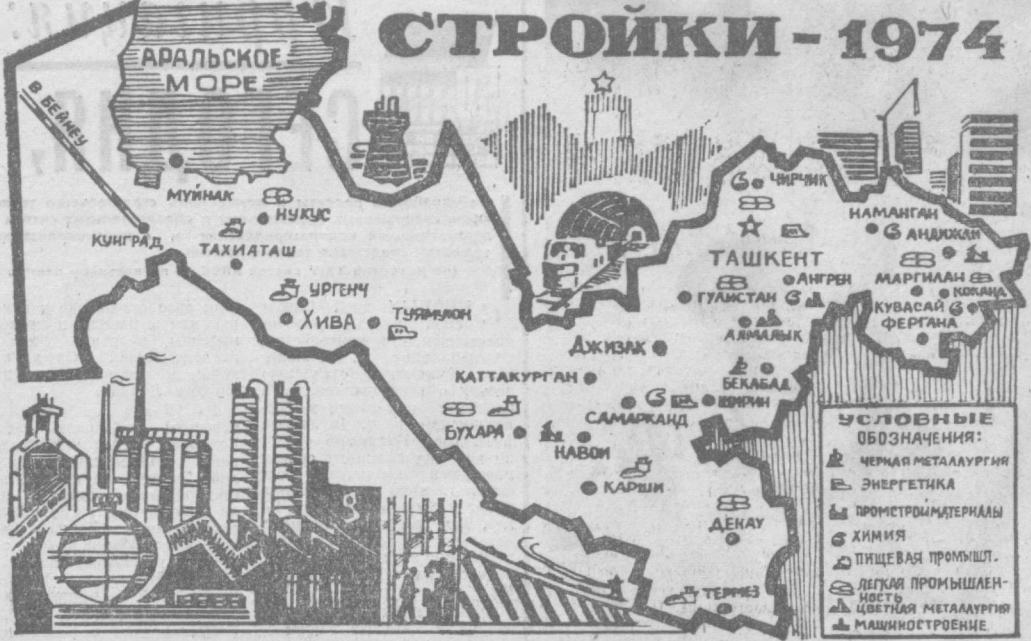 СТРОЙКИ-1974
АРАЛЬСКОЕ
МОРЕ
В БЕЙНЕУ
МУЙНАК
НУКУС
КУНГРАД
ТАХИАТАШ
УРГЕНЧ
ХИВА
ТУЯМУЮН
ЧИРЧИК
НАМАНГАН
АНДИЖАН
ТАШКЕНТ
АНГРЕН
МАРГИЛАН
КОКАНД
ГУЛИСТАН
КУВАСАЙ
ФЕРГАНА
АЛМАЛЫК
ДЖИЗАК
КАТТАКУРГАН
БЕКАБАД
ШИРИН
САМАРКАНД
БУХАРА
НАВОИ
КАРШИ
ДЕНАУ
ТЕРМЕЗ
УСЛОВНЫЕ
ОБОЗНАЧЕНИЯ:
ЧЕРНАЯ МЕТАЛЛУРГИЯ
ЭНЕРГЕТИКА
ПРОМСТРОЙМАТЕРИАЛЫ
ХИМИЯ
ПИЩЕВАЯ ПРОМЫШЛ.
ЛЕГКАЯ ПРОМЫШЛЕН-
НОСТЬ
ЦВЕТНАЯ МЕТАЛЛУРГИЯ
МАШИНОСТРОЕНИЕ